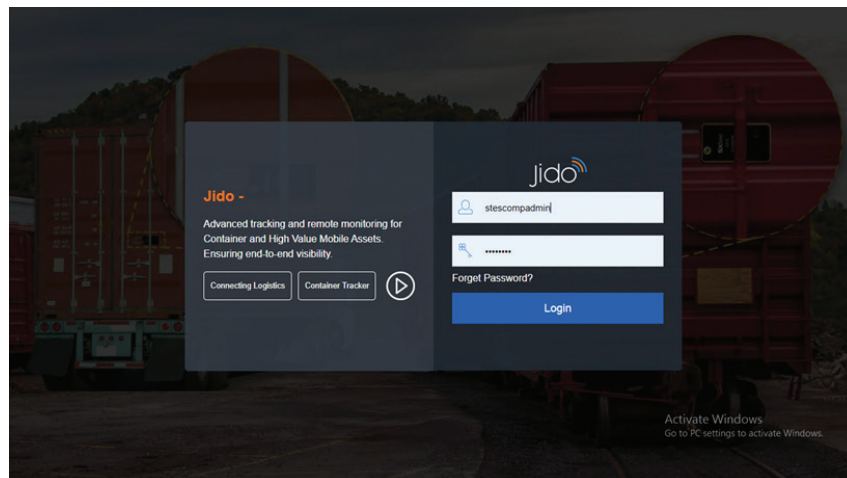 Jido -
Advanced tracking and remote monitoring for
Container and High Value Mobile Assets.
Ensuring end-to-end visibility.
Connecting Logistics
Container Tracker
Jido
stescompadmin
••••••••
Forget Password?
Login
Activate Windows
Go to PC settings to activate Windows.